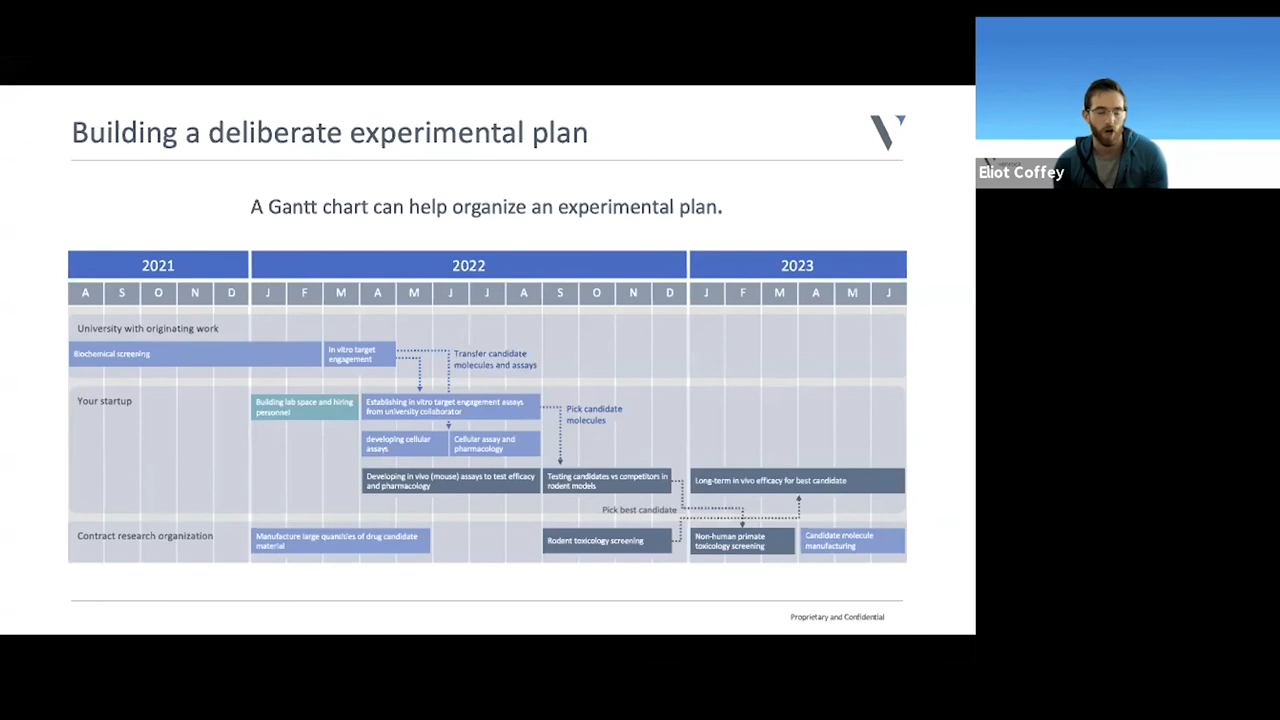 Building a deliberate experimental plan
Eliot Coffey
A Gantt chart can help organize an experimental plan.
2021 2022 2023
A S O N D J F M A M J J A S O N D J F M A M J
University with originating work
Biochemical screening
In vitro target
engagement
Transfer candidate
molecules and assays
Your startup
Building lab space and hiring
personnel
Establishing in vitro target engagement assays
from university collaborator
Pick candidate
molecules
developing cellular
assays
Cellular assay and
pharmacology
Developing in vivo (mouse) assays to test efficacy
and pharmacology
Testing candidates vs competitors in
rodent models
Long-term in vivo efficacy for best candidate
Pick best candidate
Contract research organization
Manufacture large quantities of drug candidate
material
Rodent toxicology screening
Non-human primate
toxicology screening
Candidate molecule
manufacturing
Proprietary and Confidential